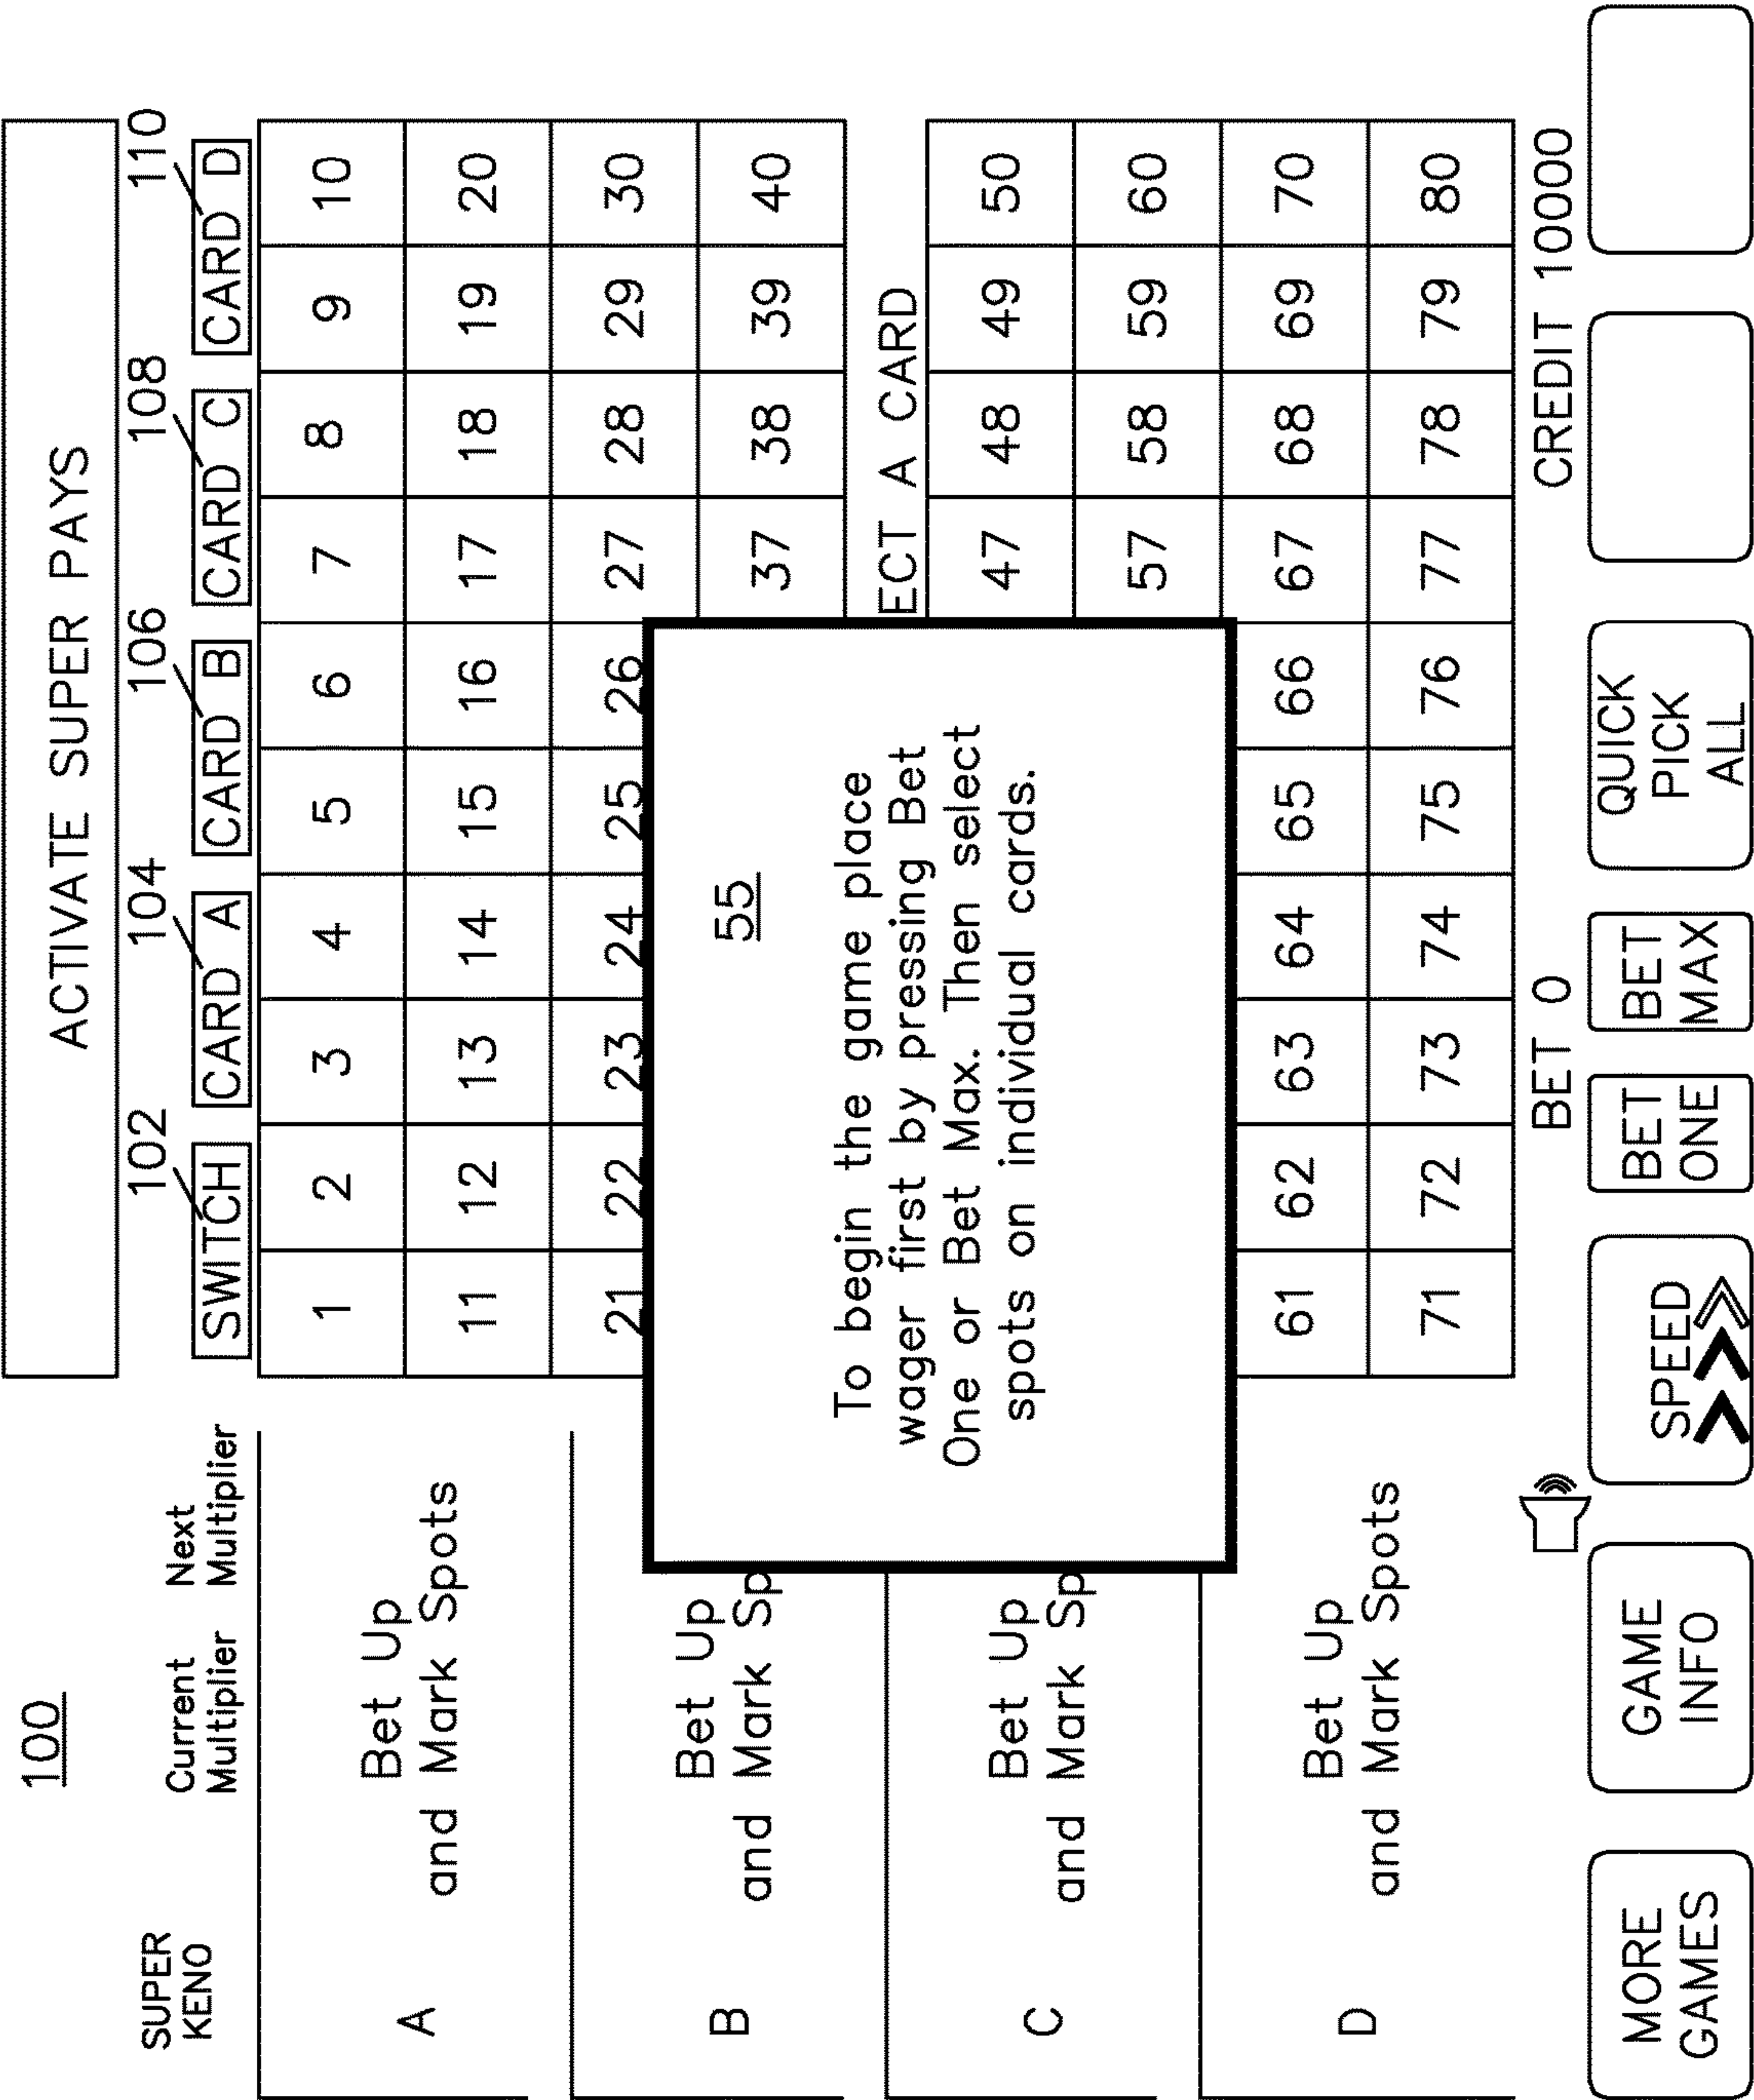 100
ACTIVATE SUPER PAYS
SUPER
KENO
Current
Multiplier
Next
Multiplier
102
104
106
108
110
SWITCH
CARD A
CARD B
CARD C
CARD D
A
Bet Up
and Mark Spots
B
Bet Up
and Mark Sp
C
Bet Up
and Mark Sp
D
Bet Up
and Mark Spots
1 2 3 4 5 6 7 8 9 10
11 12 13 14 15 16 17 18 19 20
21 22 23 24 25 26 27 28 29 30
37 38 39 40
ECT A CARD
47 48 49 50
57 58 59 60
61 62 63 64 65 66 67 68 69 70
71 72 73 74 75 76 77 78 79 80
55
To begin the game place
wager first by pressing Bet
One or Bet Max. Then select
spots on individual cards.
BET 0
CREDIT 10000
MORE
GAMES
GAME
INFO
SPEED
BET
ONE
BET
MAX
QUICK
PICK
ALL